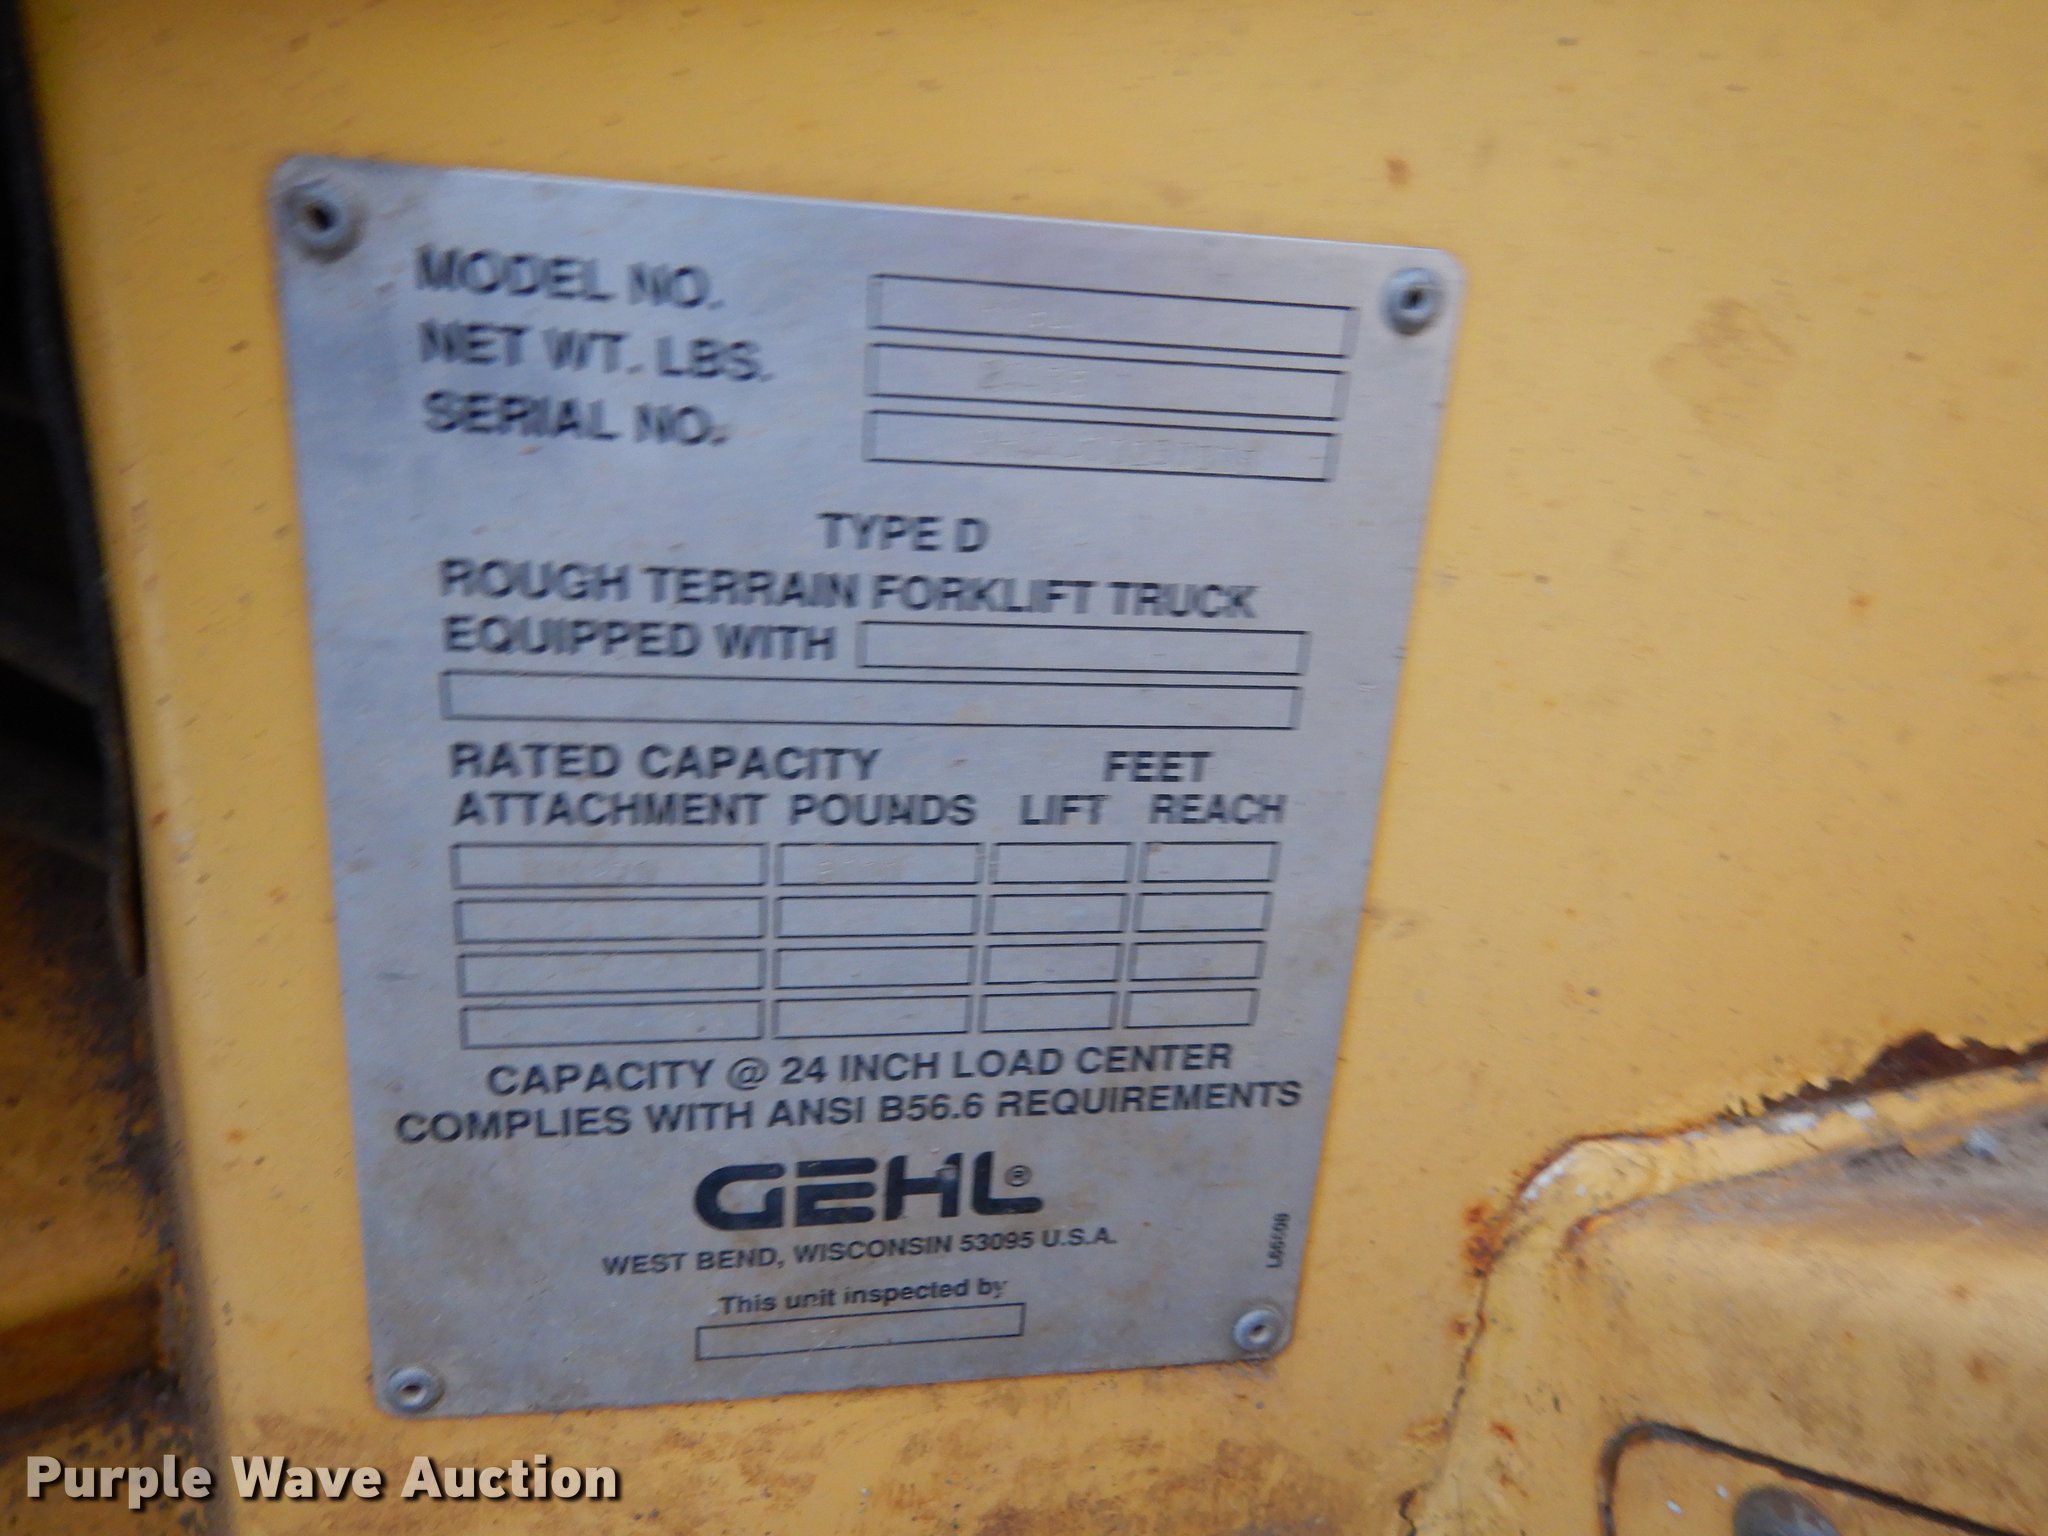 MODEL NO.
NET WT. LBS.
SERIAL NO.
TYPE D
ROUGH TERRAIN FORKLIFT TRUCK
EQUIPPED WITH
RATED CAPACITY FEET
ATTACHMENT POUNDS LIFT REACH
CAPACITY @ 24 INCH LOAD CENTER
COMPLIES WITH ANSI B56.6 REQUIREMENTS
GEHL®
WEST BEND, WISCONSIN 53095 U.S.A.
This unit inspected by
Purple Wave Auction